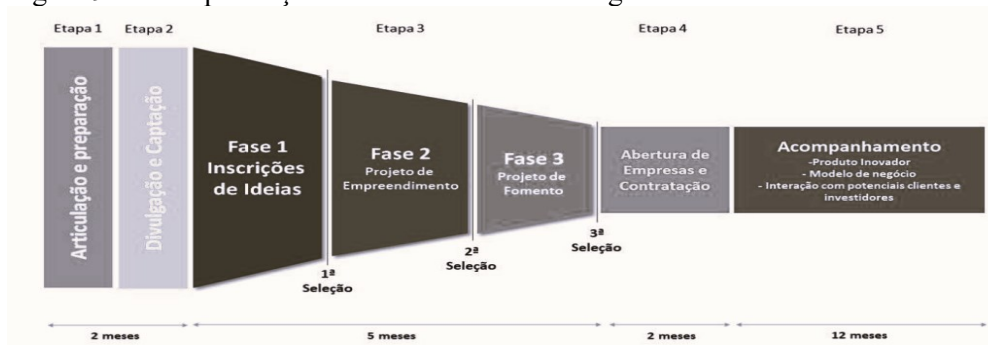 Etapa 1
Etapa 2
Etapa 3
Etapa 4
Etapa 5
Articulação e preparação
Divulgação e Captação
Fase 1
Inscrições
de Ideias
Fase 2
Projeto de
Empreendimento
Fase 3
Projeto de
Fomento
Abertura de
Empresas e
Contratação
Acompanhamento
-Produto Inovador
- Modelo de negócio
- Interação com potenciais clientes e
investidores
1ª
Seleção
2ª
Seleção
3ª
Seleção
2 meses
5 meses
2 meses
12 meses